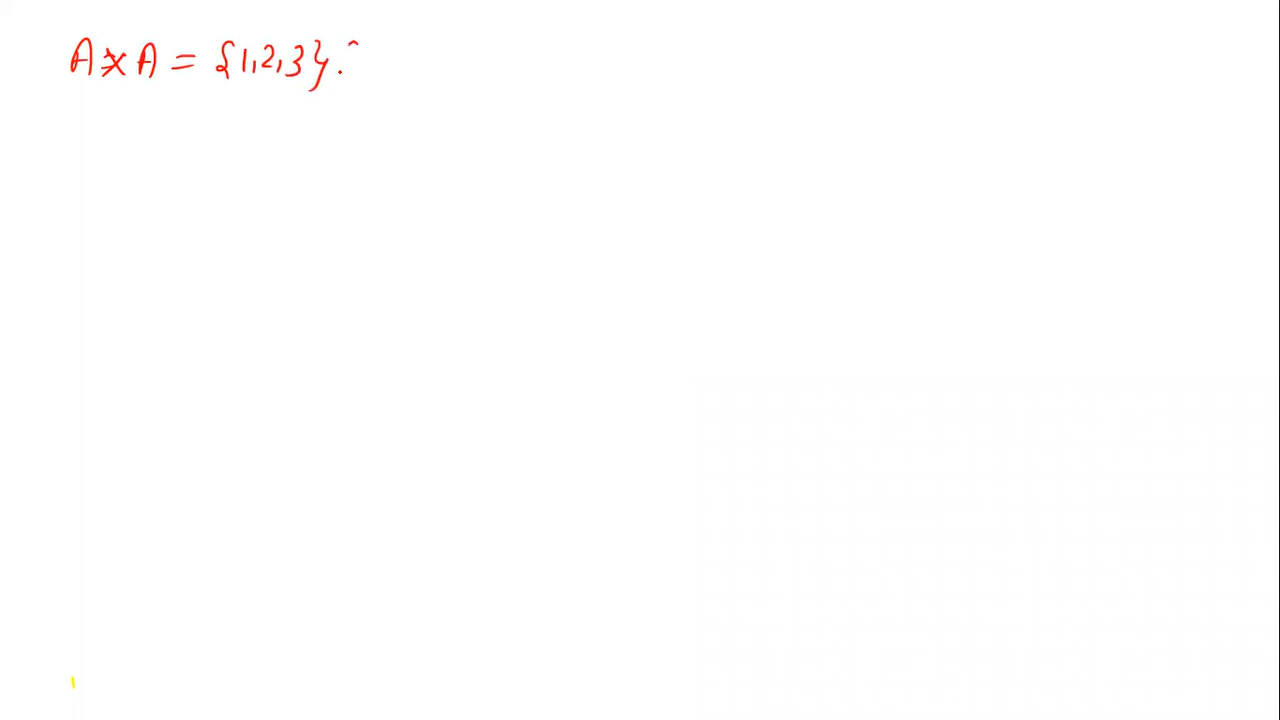 A × A = {1,2,3}.